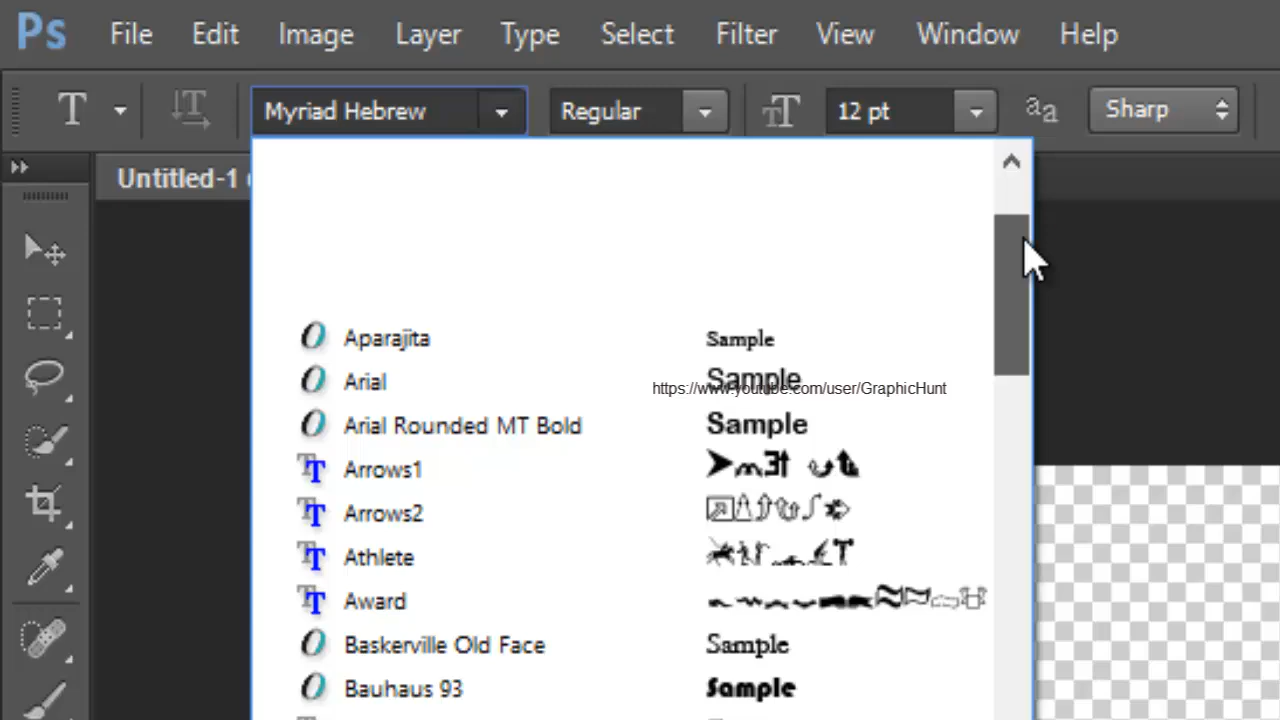 Ps File Edit Image Layer Type Select Filter View Window Help
T Myriad Hebrew Regular 12 pt aa Sharp
Untitled-1
Aparajita Sample
Arial Sample
https://www.youtube.com/user/GraphicHunt
Arial Rounded MT Bold Sample
Arrows1
Arrows2
Athlete
Award
Baskerville Old Face Sample
Bauhaus 93 Sample